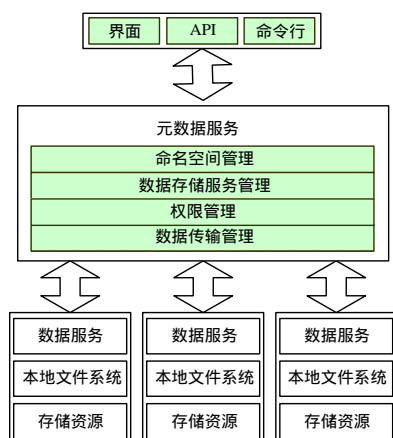 界面 API 命令行
元数据服务
命名空间管理
数据存储服务管理
权限管理
数据传输管理
数据服务 数据服务 数据服务
本地文件系统 本地文件系统 本地文件系统
存储资源 存储资源 存储资源